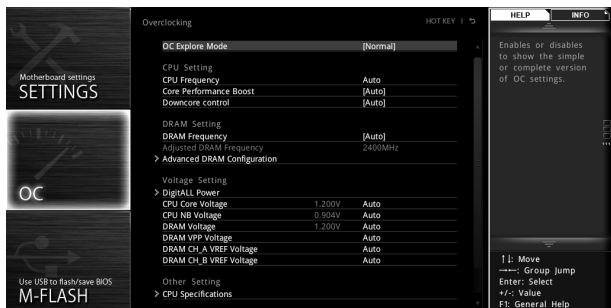 Overclocking
HOT KEY
HELP
INFO
Motherboard settings
SETTINGS
OC
Use USB to flash/save BIOS
M-FLASH
OC Explore Mode [Normal]
CPU Setting
CPU Frequency Auto
Core Performance Boost [Auto]
Downcore control [Auto]
DRAM Setting
DRAM Frequency [Auto]
Adjusted DRAM Frequency 2400MHz
> Advanced DRAM Configuration
Voltage Setting
> DigitALL Power
CPU Core Voltage 1.200V Auto
CPU NB Voltage 0.904V Auto
DRAM Voltage 1.200V Auto
DRAM VPP Voltage Auto
DRAM CH_A VREF Voltage Auto
DRAM CH_B VREF Voltage Auto
Other Setting
> CPU Specifications
Enables or disables
to show the simple
or complete version
of OC settings.
↑↓: Move
→←: Group Jump
Enter: Select
+/-: Value
F1: General Help